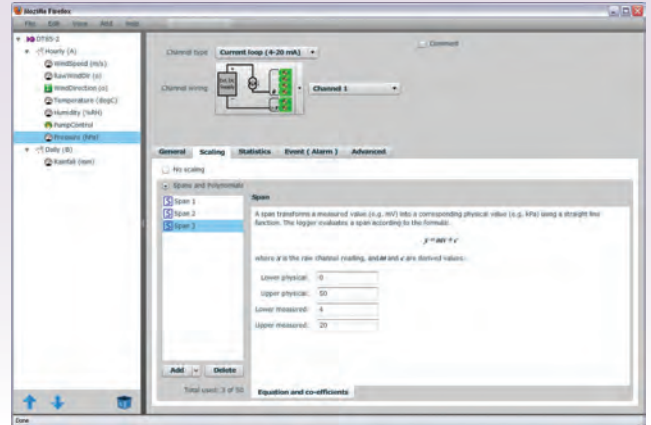 Mozilla Firefox
File Edit View Add Help
DT85-2
Hourly (A)
WindSpeed (m/s)
RawWindDir (o)
WindDirection (o)
Temperature (degC)
Humdity (%RH)
PumpControl
Pressure (hPa)
Daily (B)
Rainfall (mm)
Channel type Current loop (4-20 mA)
Comment
Channel wiring Channel 1
General Scaling Statistics Event ( Alarm ) Advanced
No scaling
Spans and Polynomials
Span 1
Span 2
Span 3
Span
A span transforms a measured value (e.g. mV) into a corresponding physical value (e.g. kPa) using a straight line
function. The logger evaluates a span according to the formula:
y = mx + c
where x is the raw channel reading, and m and c are derived values:
Lower physical: 0
Upper physical: 50
Lower measured: 4
Upper measured: 20
Add Delete
Total used: 3 of 50
Equation and co-efficients
Done